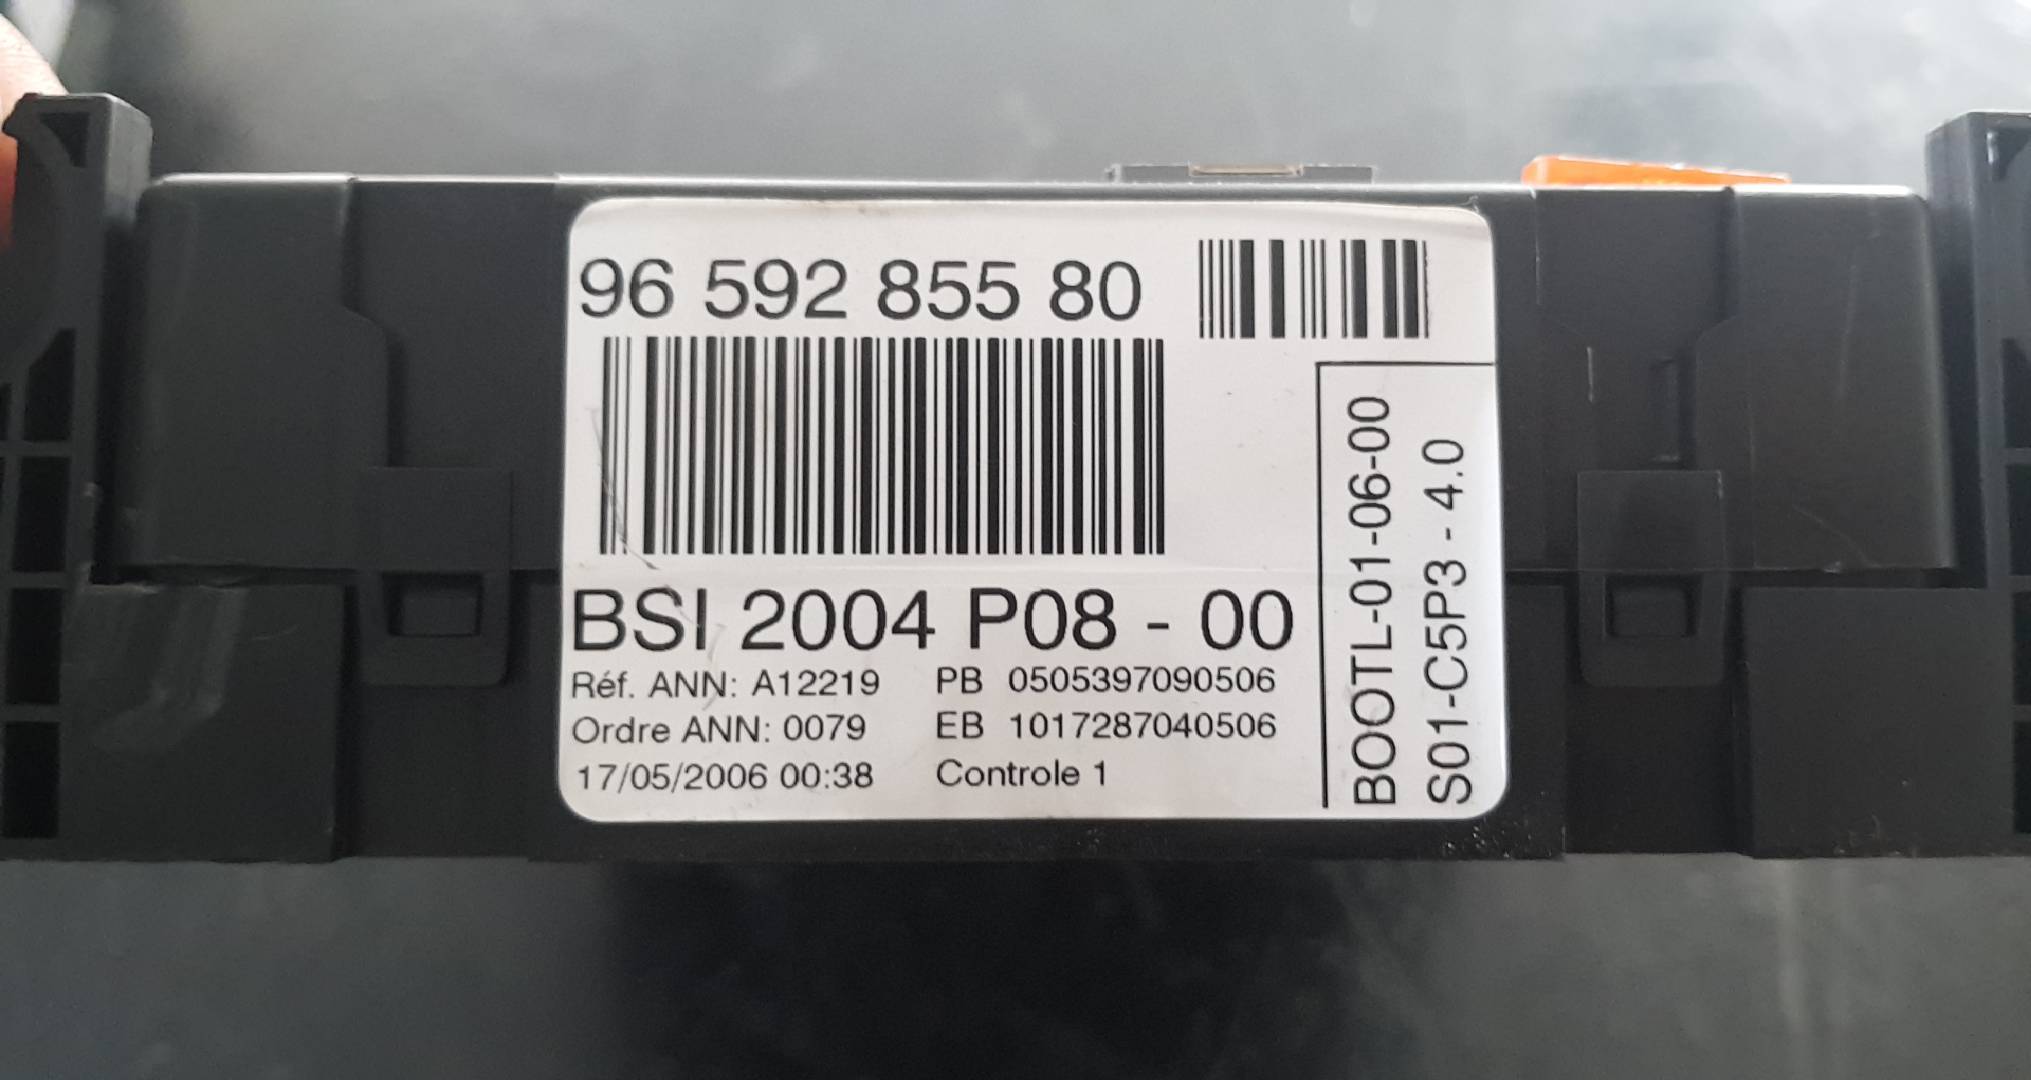 96 592 855 80
BSI 2004 P08 - 00
Réf. ANN: A12219 PB 0505397090506
Ordre ANN: 0079 EB 1017287040506
17/05/2006 00:38 Controle 1
BOOTL-01-06-00
S01-C5P3 - 4.0